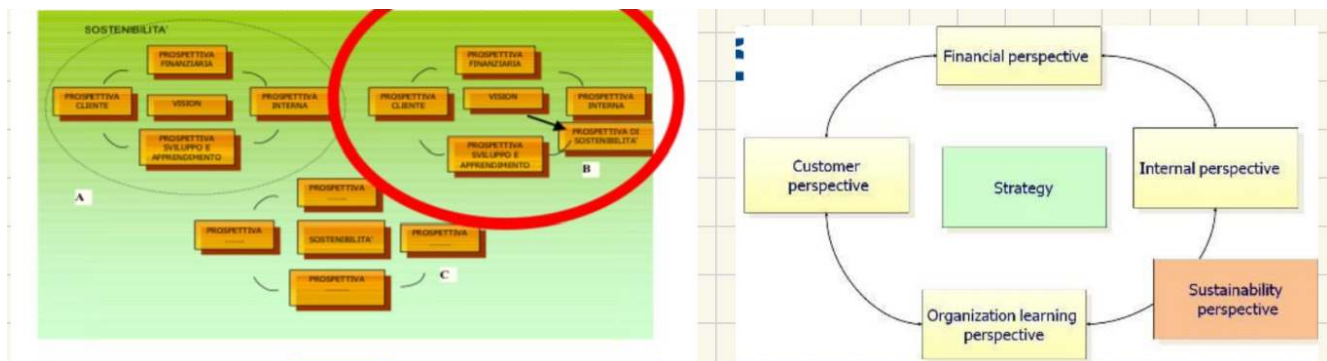 SOSTENIBILITA'
PROSPETTIVA
FINANZIARIA
PROSPETTIVA
CLIENTE
VISION
PROSPETTIVA
INTERNA
PROSPETTIVA
SVILUPPO E
APPRENDIMENTO
A
PROSPETTIVA
FINANZIARIA
PROSPETTIVA
CLIENTE
VISION
PROSPETTIVA
INTERNA
PROSPETTIVA DI
SOSTENIBILITA'
PROSPETTIVA
SVILUPPO E
APPRENDIMENTO
B
PROSPETTIVA
........
PROSPETTIVA
........
SOSTENIBILITA'
PROSPETTIVA
........
PROSPETTIVA
........
C
Financial perspective
Customer
perspective
Strategy
Internal perspective
Organization learning
perspective
Sustainability
perspective